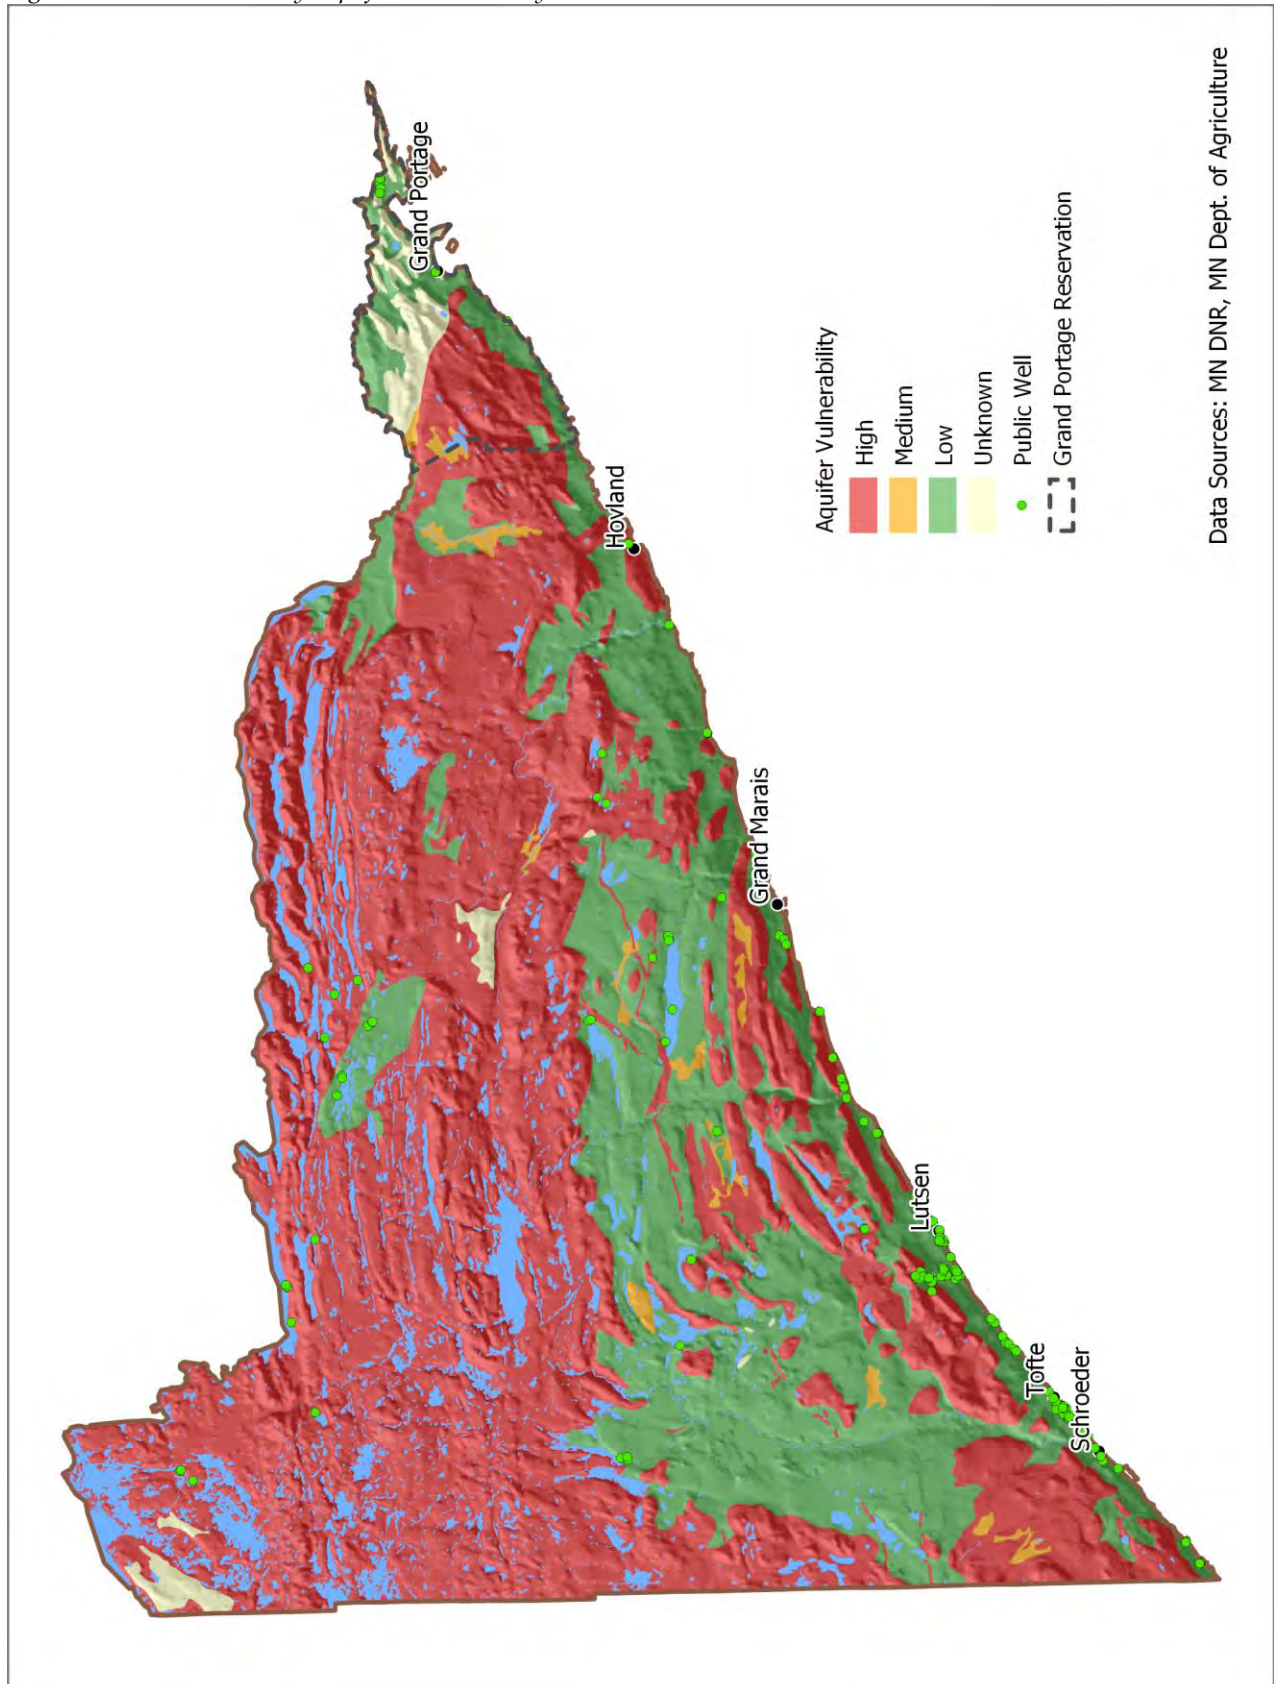 Grand Portage
Hovland
Grand Marais
Lutsen
Tofte
Schroeder
Aquifer Vulnerability
High
Medium
Low
Unknown
Public Well
Grand Portage Reservation
Data Sources: MN DNR, MN Dept. of Agriculture